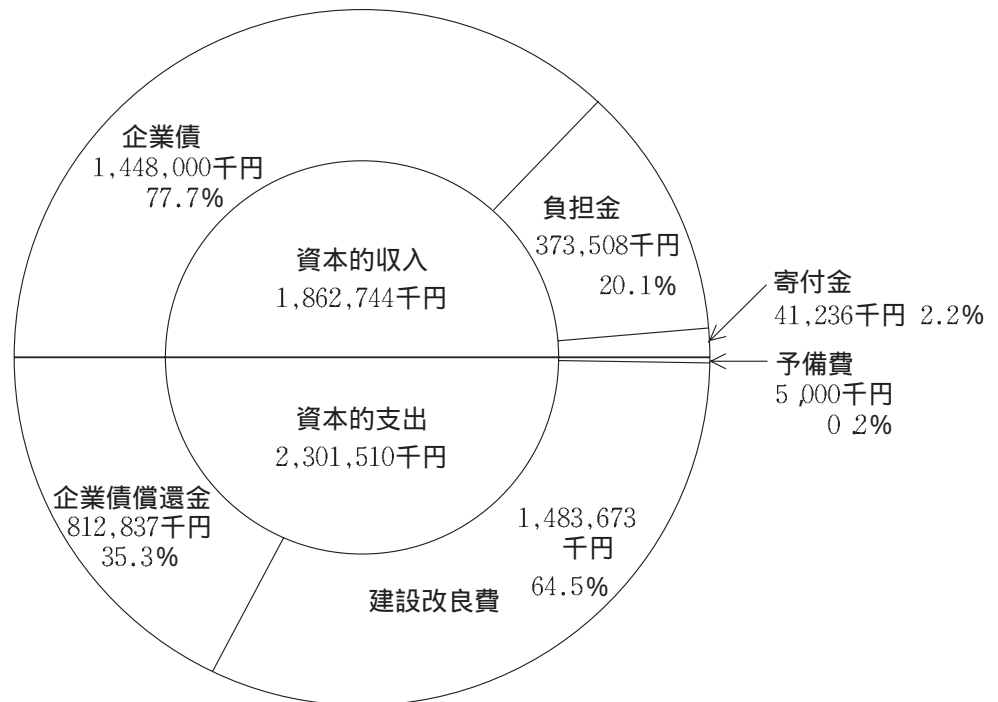 企業債
1,448,000千円
77.7%
負担金
373,508千円
20.1%
寄付金
41,236千円 2.2%
資本的収入
1,862,744千円
予備費
5,000千円
0.2%
資本的支出
2,301,510千円
企業債償還金
812,837千円
35.3%
1,483,673
千円
64.5%
建設改良費